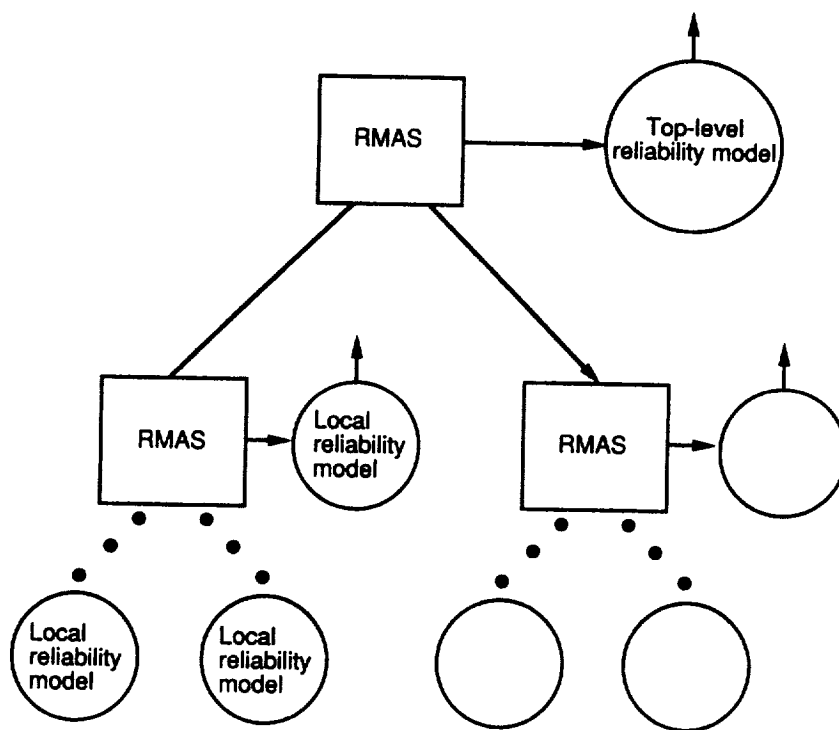 RMAS
Top-level
reliability model
RMAS
Local
reliability
model
RMAS
Local
reliability
model
Local
reliability
model